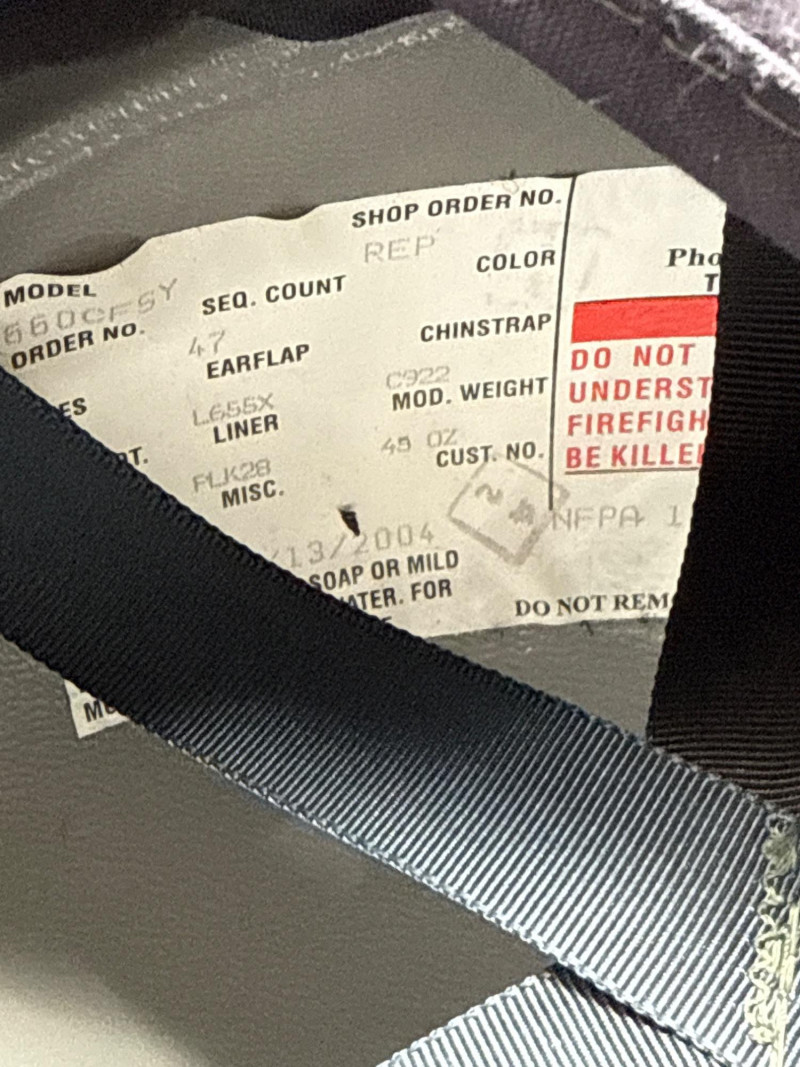 SHOP ORDER NO.
REP
MODEL
660CFSY
SEQ. COUNT
COLOR
ORDER NO.
47
EARFLAP
CHINSTRAP
ES
L655X
C922
LINER
MOD. WEIGHT
T.
FLK28
45 OZ
MISC.
CUST. NO.
13/2004
SOAP OR MILD
ATER. FOR
Pho
T
DO NOT
UNDERST
FIREFIGH
BE KILLE
NFPA 1
DO NOT REM